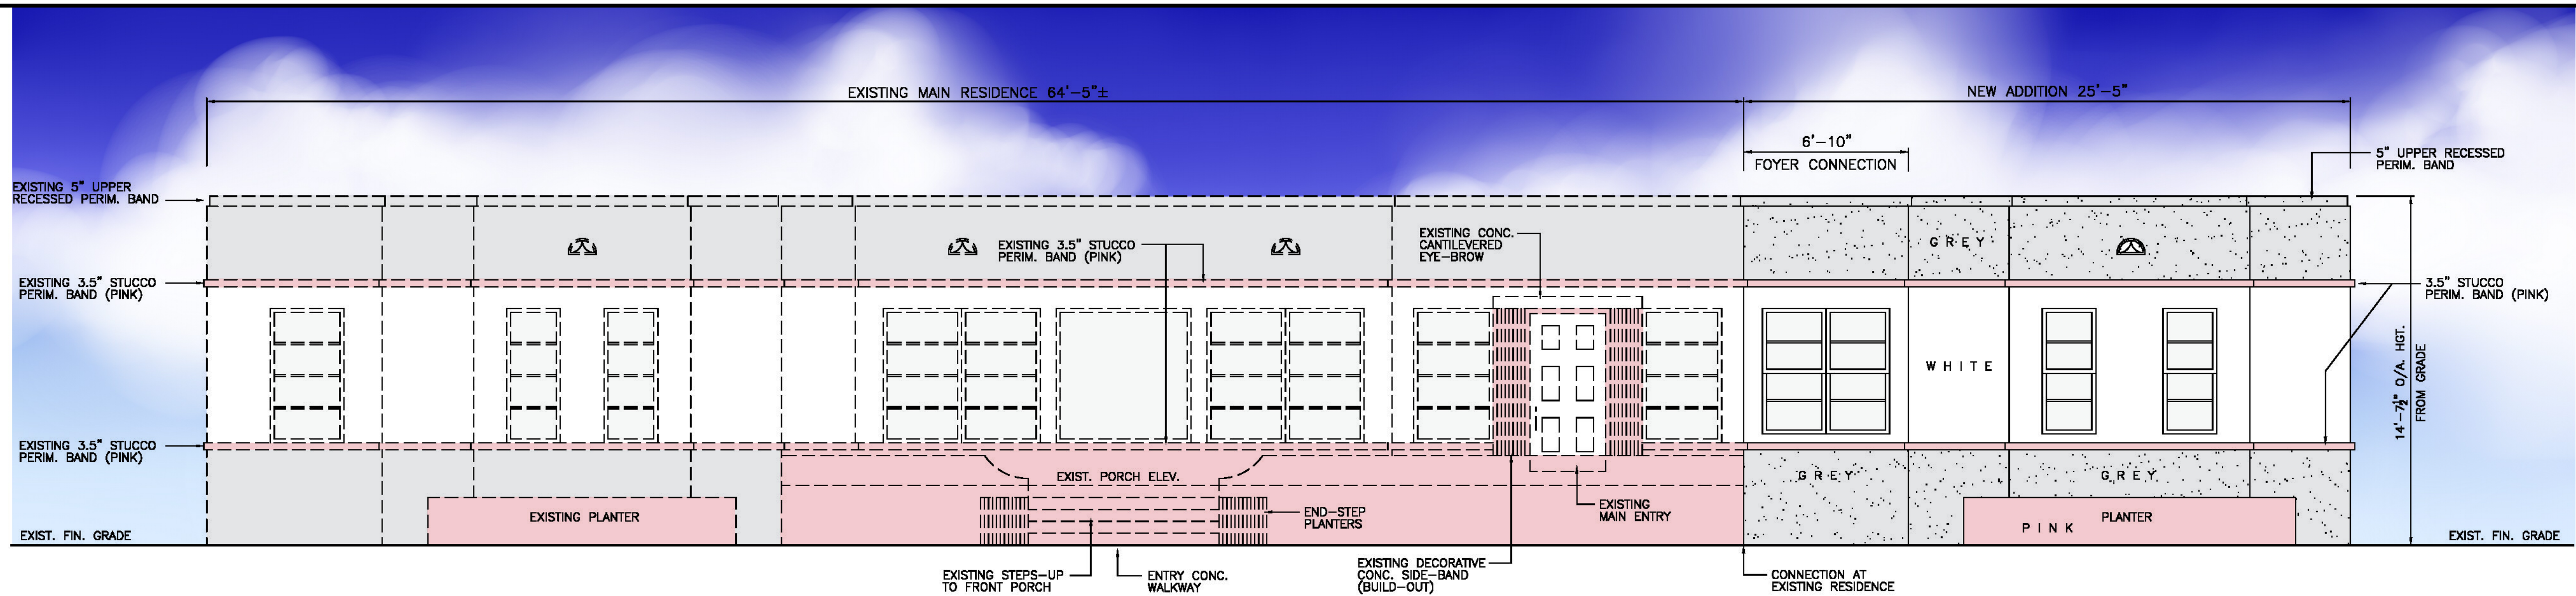 EXISTING MAIN RESIDENCE 64'-5"±
NEW ADDITION 25'-5"
6'-10"
FOYER CONNECTION
5" UPPER RECESSED
PERIM. BAND
EXISTING 5" UPPER
RECESSED PERIM. BAND
EXISTING 3.5" STUCCO
PERIM. BAND (PINK)
EXISTING CONC.
CANTILEVERED
EYE-BROW
GREY
EXISTING 3.5" STUCCO
PERIM. BAND (PINK)
3.5" STUCCO
PERIM. BAND (PINK)
WHITE
14'-7½" O/A. HGT.
FROM GRADE
EXISTING 3.5" STUCCO
PERIM. BAND (PINK)
EXIST. PORCH ELEV.
GREY
GREY
EXISTING PLANTER
END-STEP
PLANTERS
EXISTING
MAIN ENTRY
PLANTER
PINK
EXIST. FIN. GRADE
EXIST. FIN. GRADE
EXISTING STEPS-UP
TO FRONT PORCH
ENTRY CONC.
WALKWAY
EXISTING DECORATIVE
CONC. SIDE-BAND
(BUILD-OUT)
CONNECTION AT
EXISTING RESIDENCE